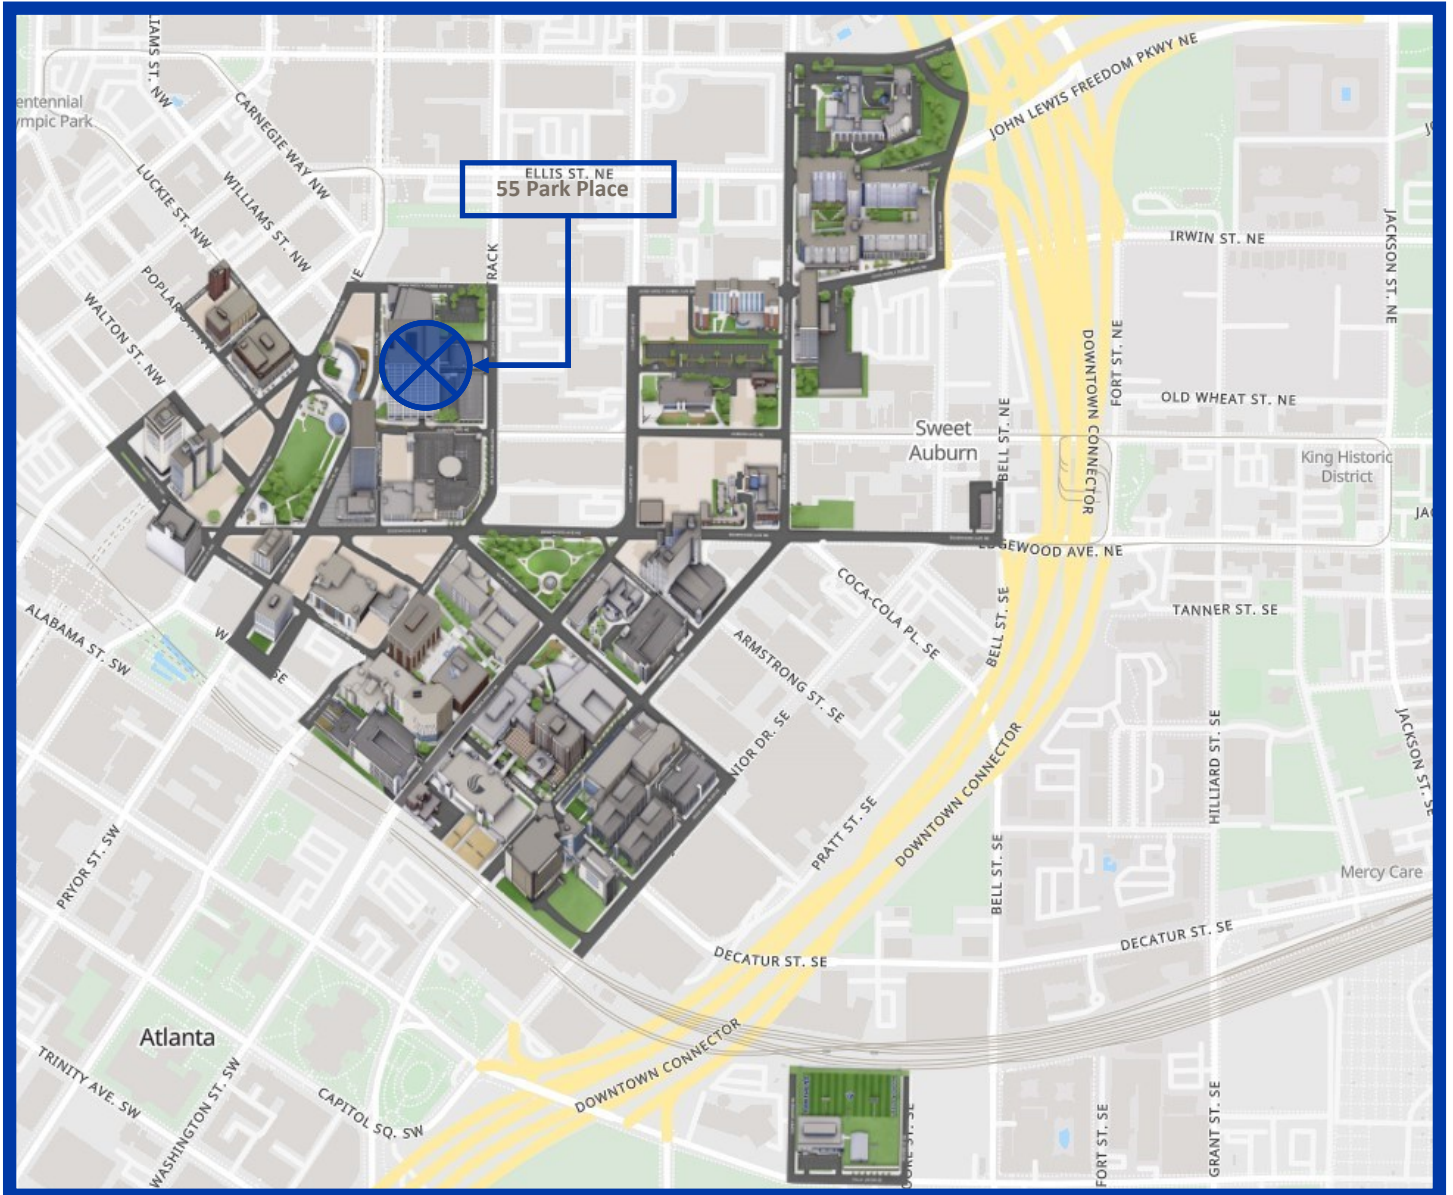 IAMS ST. NW
JOHN LEWIS FREEDOM PKWY NE
entennial
ympic Park
CARNEGIE WAY NW
ELLIS ST. NE
55 Park Place
LUCKIE ST. NW
WILLIAMS ST. NW
JACKSON ST. NE
IRWIN ST. NE
RACK
NE
POPLAR
WALTON ST. NW
DOWNTOWN CONNECTOR
FORT ST. NE
OLD WHEAT ST. NE
BELL ST. NE
Sweet
Auburn
King Historic
District
JA
EDGEWOOD AVE. NE
COCA-COLA PL. SE
TANNER ST. SE
ALABAMA ST. SW
W
SE
BELL ST. SE
ARMSTRONG ST. SE
NIOR DR. SE
JACKSON ST. SE
HILLIARD ST. SE
DOWNTOWN CONNECTOR
PRATT ST. SE
PRYOR ST. SW
BELL ST. SE
Mercy Care
DECATUR ST. SE
DECATUR ST. SE
Atlanta
DOWNTOWN CONNECTOR
TRINITY AVE. SW
WASHINGTON ST. SW
CAPITOL SQ. SW
FORT ST. SE
GRANT ST. SE